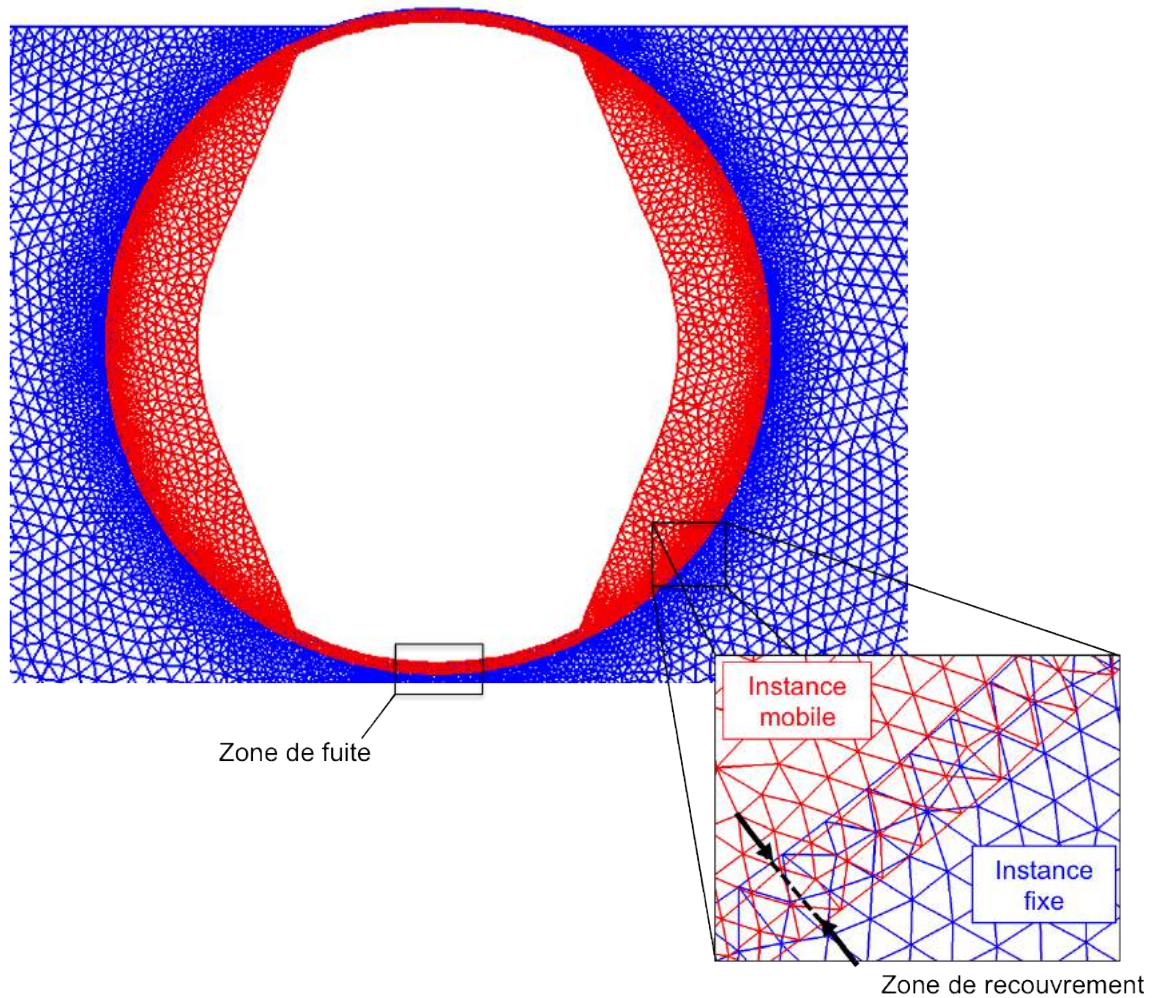 Zone de fuite
Instance
mobile
Instance
fixe
Zone de recouvrement